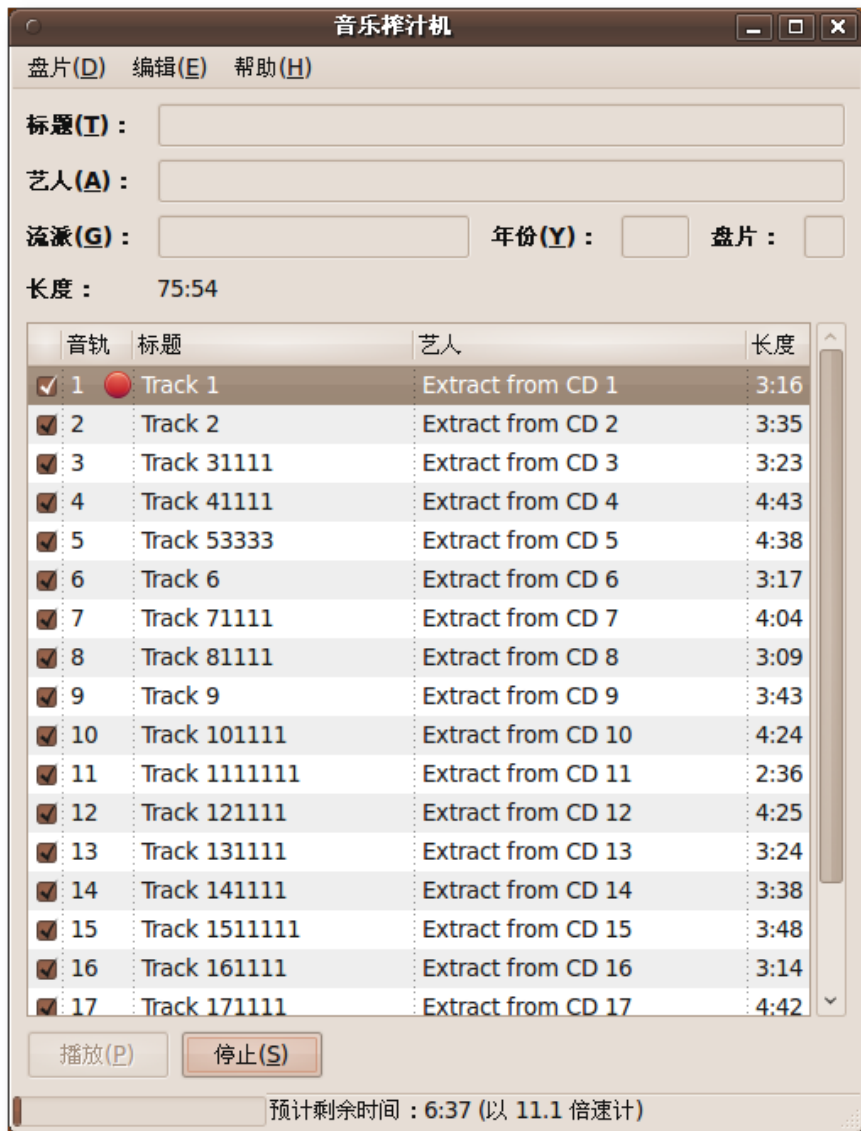 音乐榨汁机
盘片(D) 编辑(E) 帮助(H)
标题(T)：
艺人(A)：
流派(G)： 年份(Y)： 盘片：
长度： 75:54
音轨 标题 艺人 长度
1 Track 1 Extract from CD 1 3:16
2 Track 2 Extract from CD 2 3:35
3 Track 31111 Extract from CD 3 3:23
4 Track 41111 Extract from CD 4 4:43
5 Track 53333 Extract from CD 5 4:38
6 Track 6 Extract from CD 6 3:17
7 Track 71111 Extract from CD 7 4:04
8 Track 81111 Extract from CD 8 3:09
9 Track 9 Extract from CD 9 3:43
10 Track 101111 Extract from CD 10 4:24
11 Track 1111111 Extract from CD 11 2:36
12 Track 121111 Extract from CD 12 4:25
13 Track 131111 Extract from CD 13 3:24
14 Track 141111 Extract from CD 14 3:38
15 Track 1511111 Extract from CD 15 3:48
16 Track 161111 Extract from CD 16 3:14
17 Track 171111 Extract from CD 17 4:42
播放(P) 停止(S)
预计剩余时间：6:37 (以 11.1 倍速计)